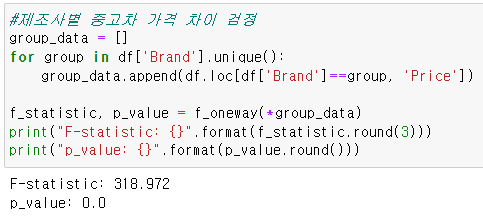 #제조사별 중고차 가격 차이 검정
group_data = []
for group in df['Brand'].unique():
    group_data.append(df.loc[df['Brand']==group, 'Price'])

f_statistic, p_value = f_oneway(*group_data)
print("F-statistic: {}".format(f_statistic.round(3)))
print("p_value: {}".format(p_value.round()))
F-statistic: 318.972
p_value: 0.0